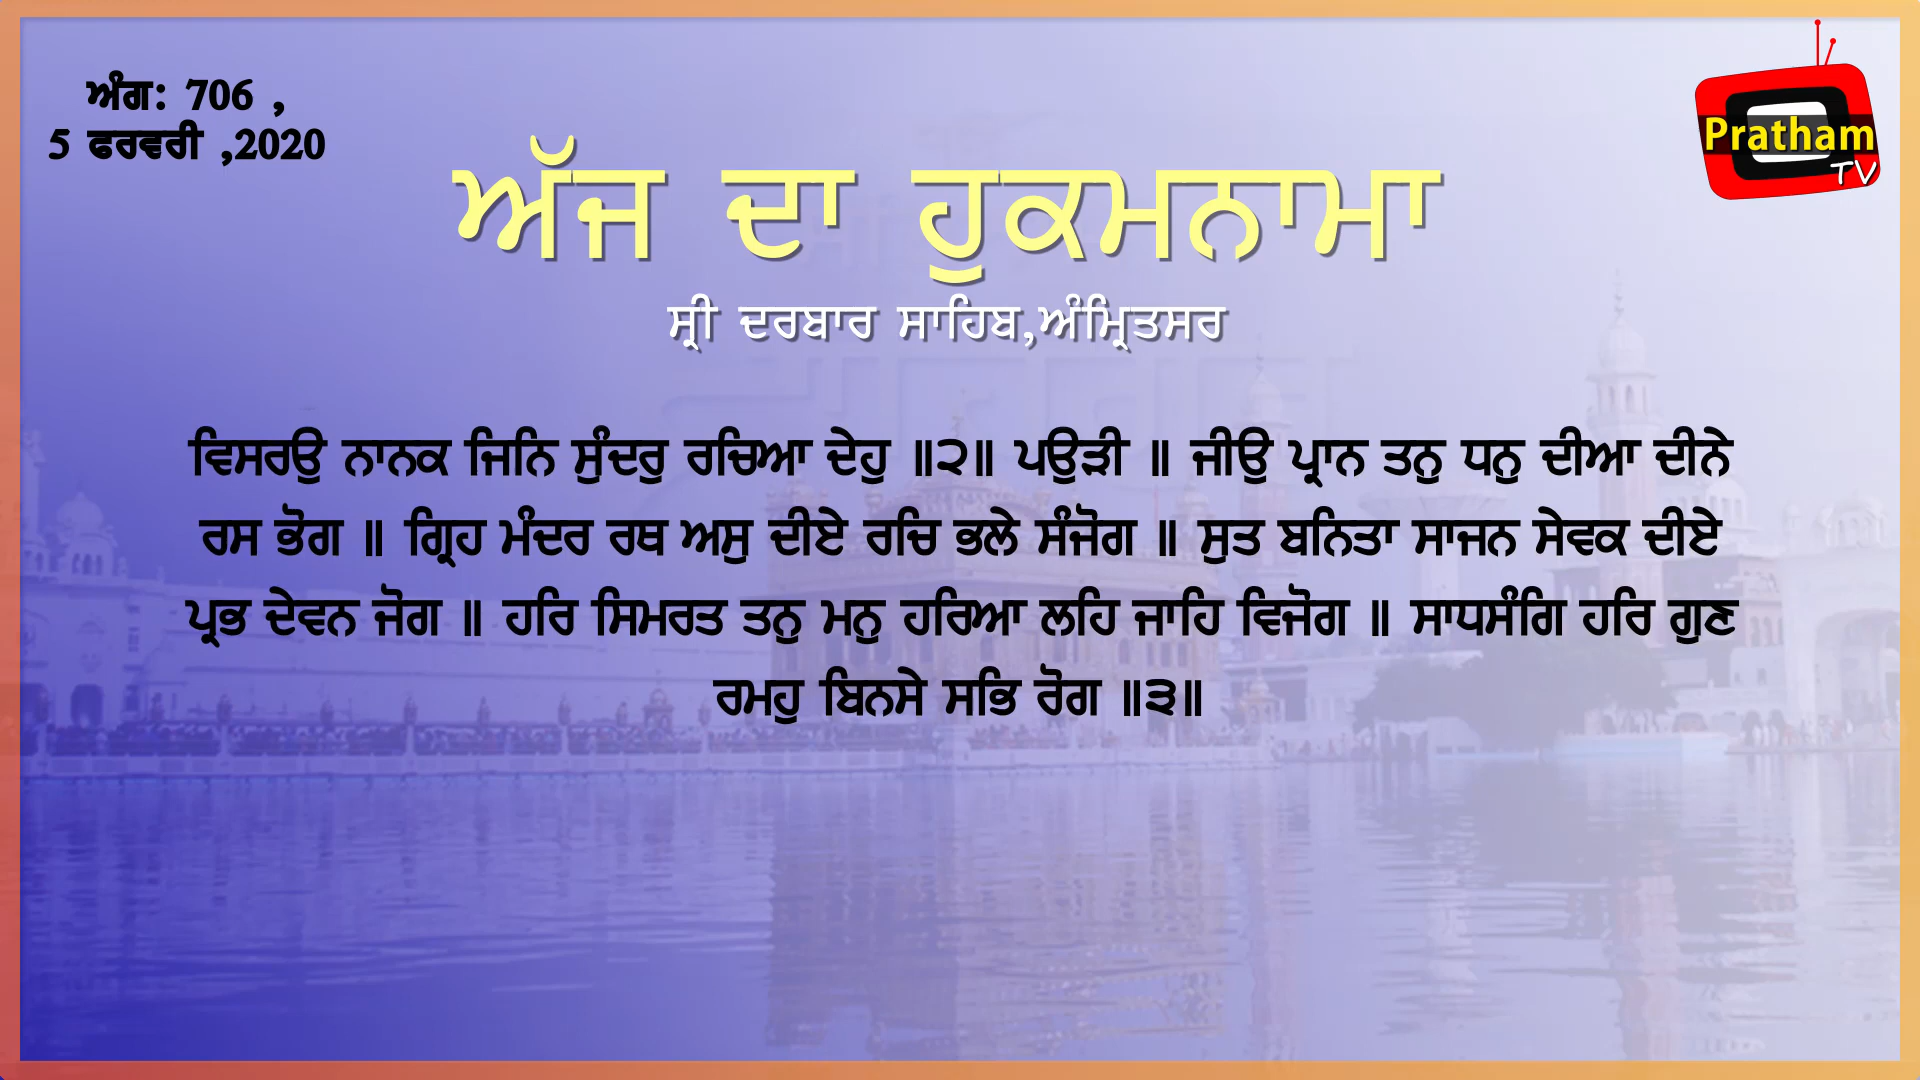 ਅੰਗ: 706 ,
5 ਫਰਵਰੀ ,2020
Pratham
TV
ਅੱਜ ਦਾ ਹੁਕਮਨਾਮਾ
ਸ੍ਰੀ ਦਰਬਾਰ ਸਾਹਿਬ,ਅੰਮ੍ਰਿਤਸਰ
ਵਿਸਰਉ ਨਾਨਕ ਜਿਨਿ ਸੁੰਦਰੁ ਰਚਿਆ ਦੇਹੁ ॥੨॥ ਪਉੜੀ ॥ ਜੀਉ ਪ੍ਰਾਨ ਤਨੁ ਧਨੁ ਦੀਆ ਦੀਨੇ
ਰਸ ਭੋਗ ॥ ਗ੍ਰਿਹ ਮੰਦਰ ਰਥ ਅਸੁ ਦੀਏ ਰਚਿ ਭਲੇ ਸੰਜੋਗ ॥ ਸੁਤ ਬਨਿਤਾ ਸਾਜਨ ਸੇਵਕ ਦੀਏ
ਪ੍ਰਭ ਦੇਵਨ ਜੋਗ ॥ ਹਰਿ ਸਿਮਰਤ ਤਨੁ ਮਨੁ ਹਰਿਆ ਲਹਿ ਜਾਹਿ ਵਿਜੋਗ ॥ ਸਾਧਸੰਗਿ ਹਰਿ ਗੁਣ
ਰਮਹੁ ਬਿਨਸੇ ਸਭਿ ਰੋਗ ॥੩॥